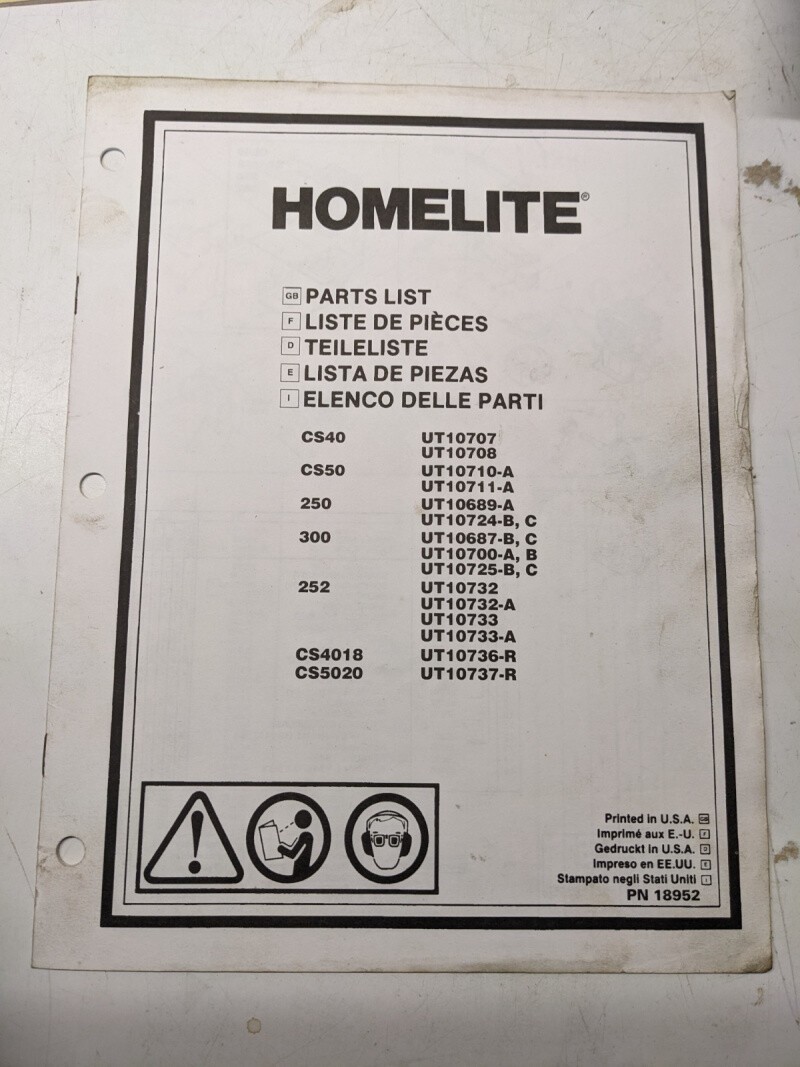 HOMELITE®
GB PARTS LIST
F LISTE DE PIÈCES
D TEILELISTE
E LISTA DE PIEZAS
I ELENCO DELLE PARTI
CS40 UT10707
UT10708
CS50 UT10710-A
UT10711-A
250 UT10689-A
UT10724-B, C
300 UT10687-B, C
UT10700-A, B
UT10725-B, C
252 UT10732
UT10732-A
UT10733
UT10733-A
CS4018 UT10736-R
CS5020 UT10737-R
Printed in U.S.A. GB
Imprimé aux E.-U. F
Gedruckt in U.S.A. D
Impreso en EE.UU. E
Stampato negli Stati Uniti I
PN 18952